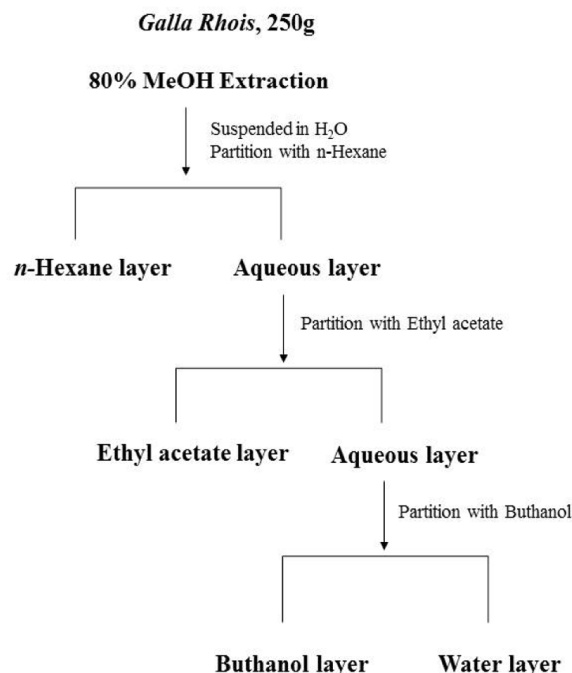 Galla Rhois, 250g
80% MeOH Extraction
Suspended in H₂O
Partition with n-Hexane
n-Hexane layer
Aqueous layer
Partition with Ethyl acetate
Ethyl acetate layer
Aqueous layer
Partition with Buthanol
Buthanol layer
Water layer